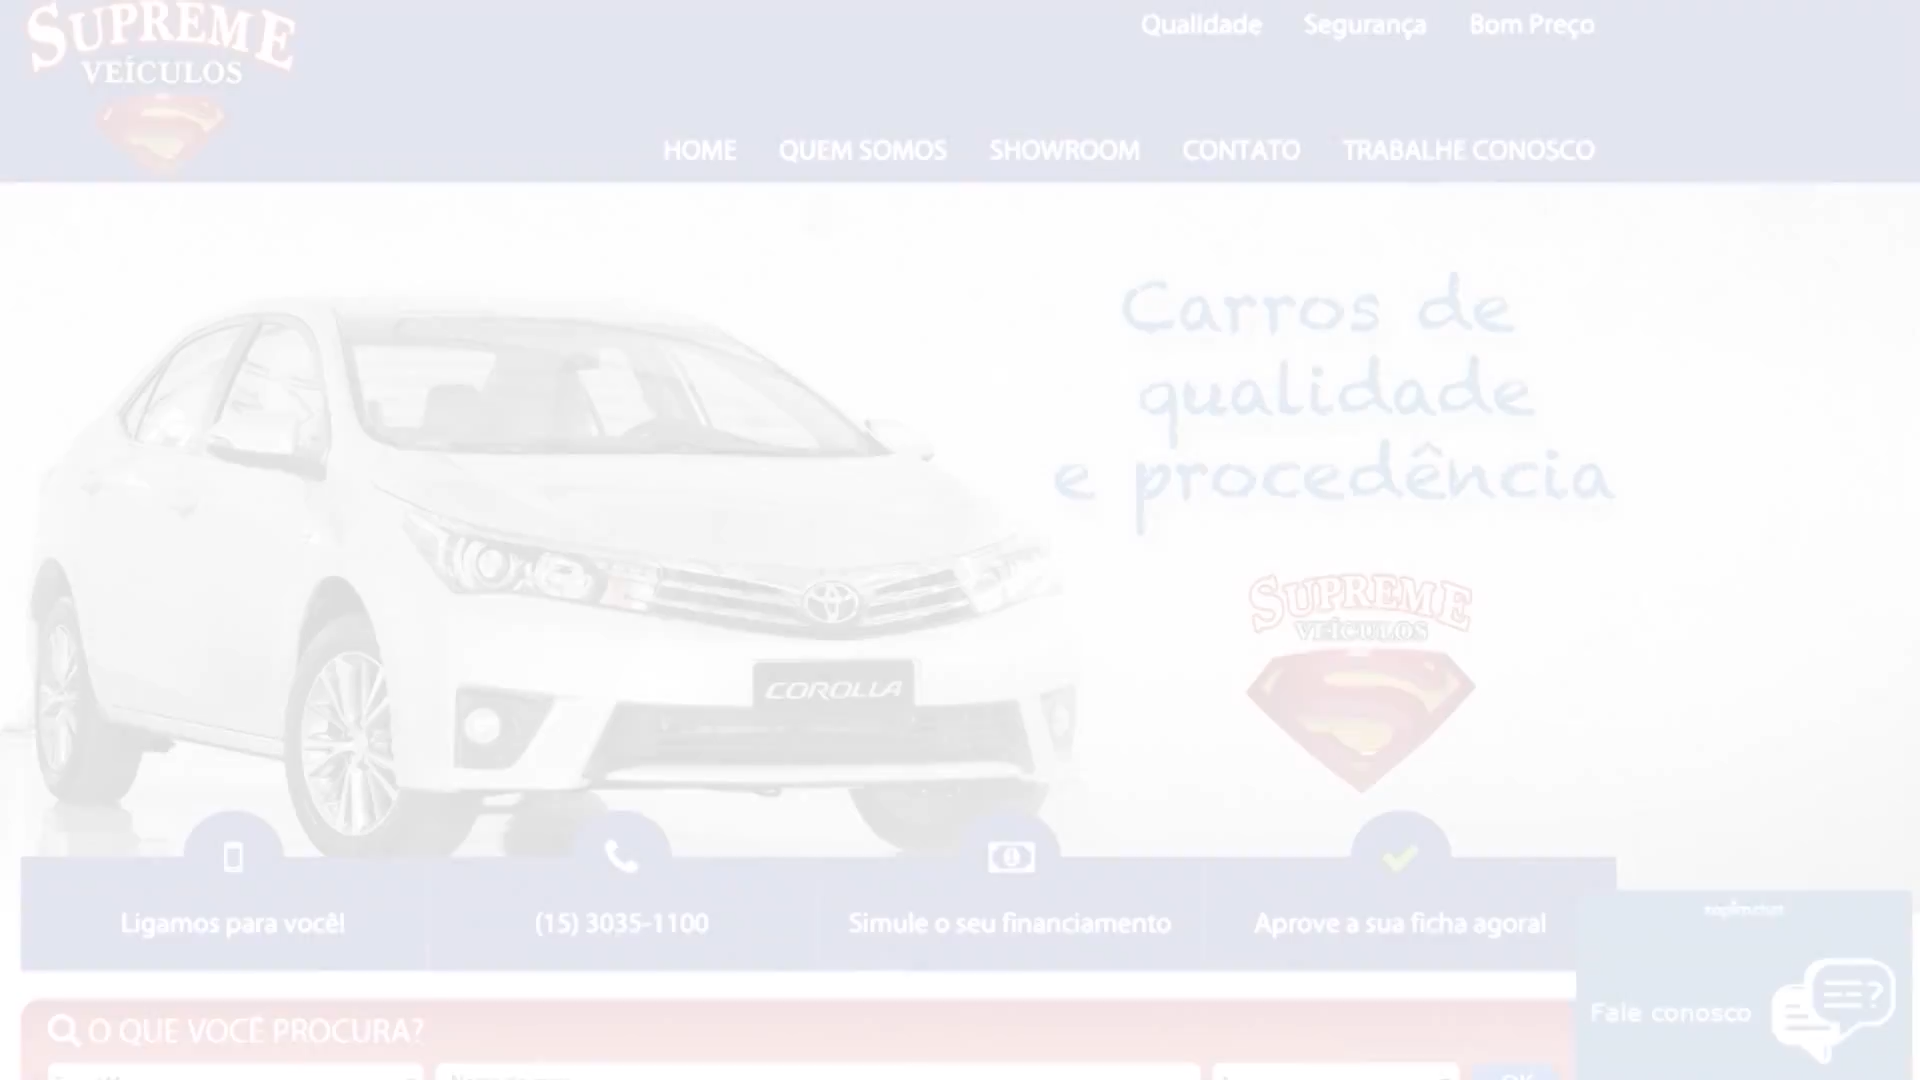 SUPREME
VEÍCULOS
Qualidade Segurança Bom Preço
HOME QUEM SOMOS SHOWROOM CONTATO TRABALHE CONOSCO
Carros de
qualidade
e procedência
SUPREME
VEÍCULOS
COROLLA
Ligamos para você! (15) 3035-1100 Simule o seu financiamento Aprove a sua ficha agora!
Fale conosco
O QUE VOCÊ PROCURA?
OK